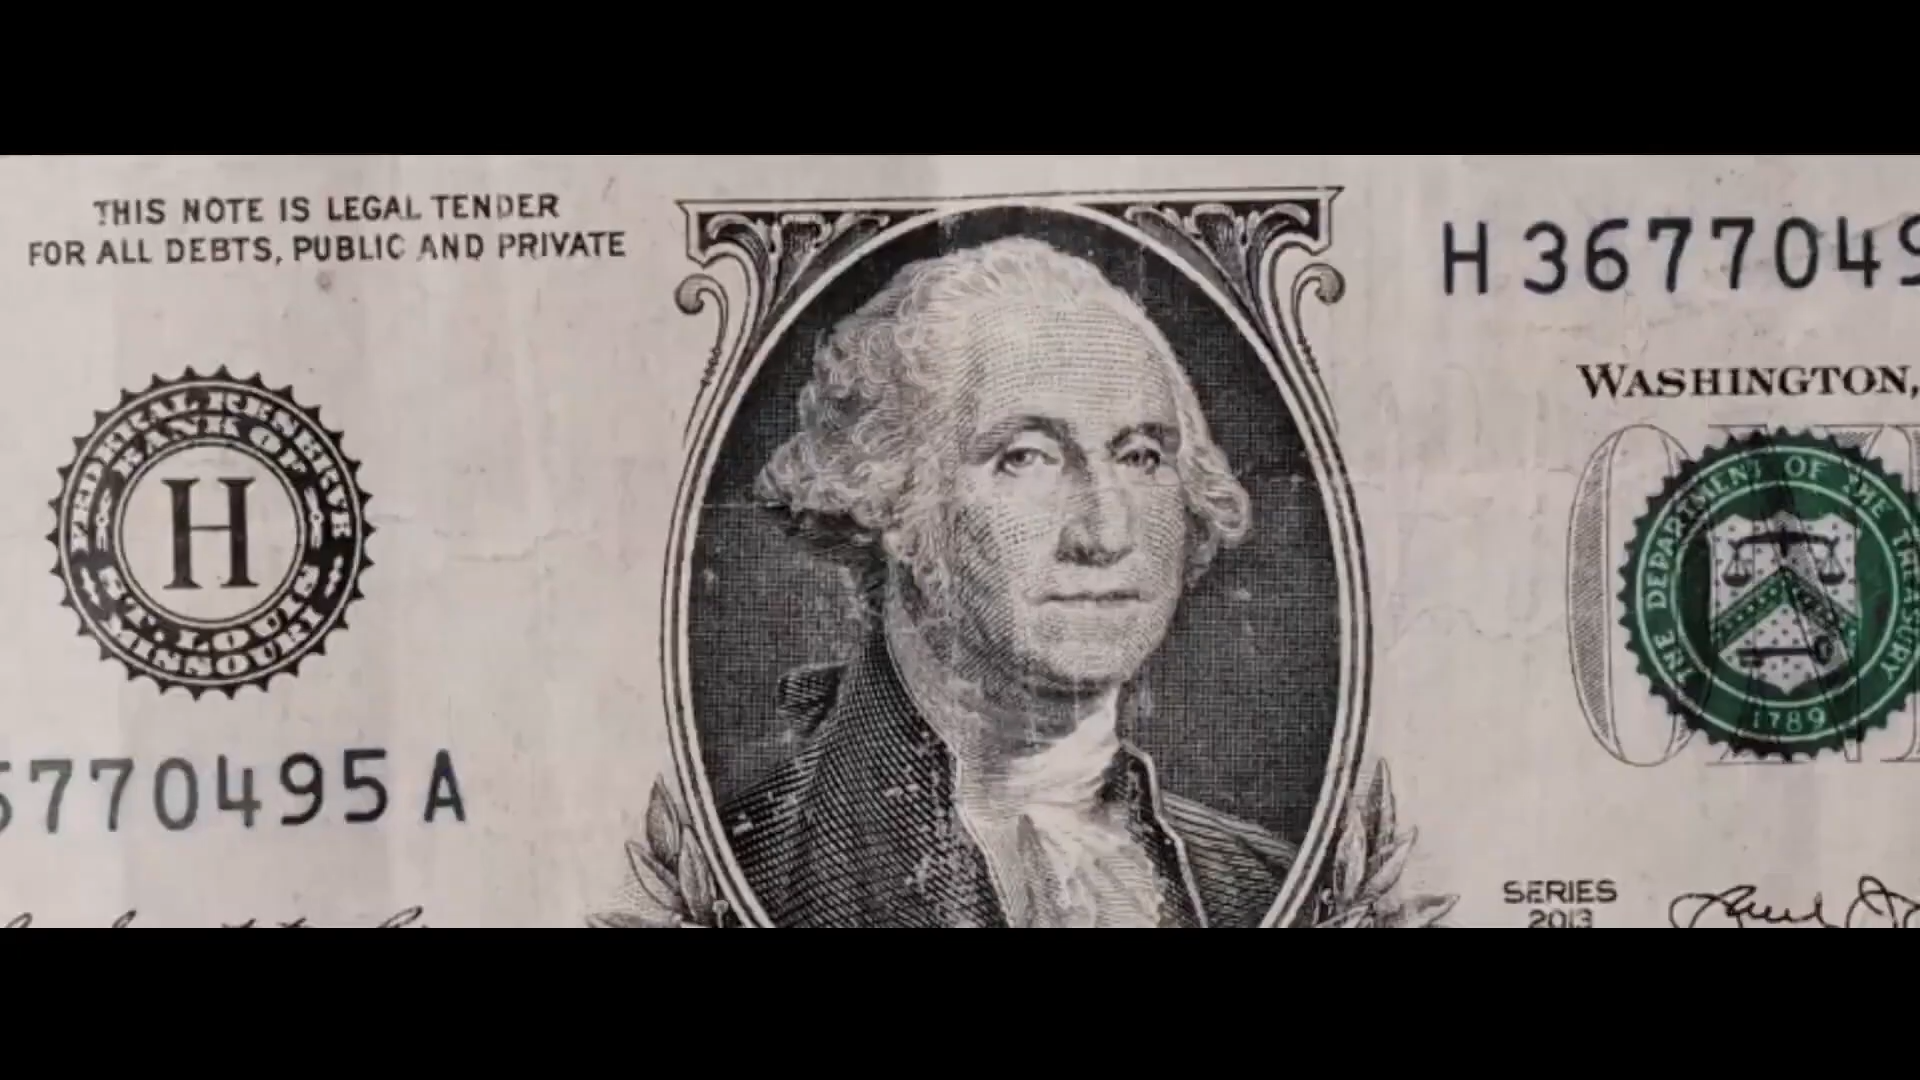 THIS NOTE IS LEGAL TENDER
FOR ALL DEBTS, PUBLIC AND PRIVATE
H 3677049
WASHINGTON,
FEDERAL RESERVE
BANK OF
H
ST. LOUIS
MISSOURI
THE DEPARTMENT OF THE TREASURY
1789
770495 A
SERIES
2013